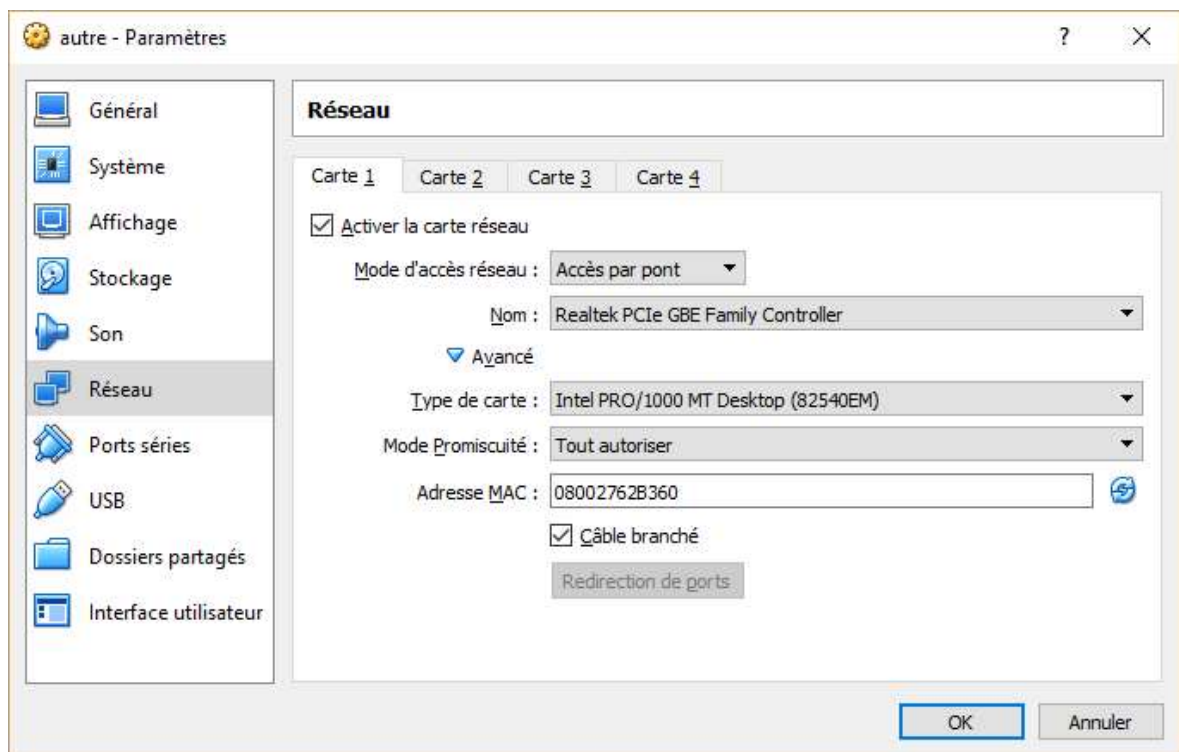 autre - Paramètres
?
Général
Système
Affichage
Stockage
Son
Réseau
Ports séries
USB
Dossiers partagés
Interface utilisateur
Réseau
Carte 1 Carte 2 Carte 3 Carte 4
Activer la carte réseau
Mode d'accès réseau : Accès par pont
Nom : Realtek PCIe GBE Family Controller
Avancé
Type de carte : Intel PRO/1000 MT Desktop (82540EM)
Mode Promiscuité : Tout autoriser
Adresse MAC : 08002762B360
Câble branché
Redirection de ports
OK Annuler